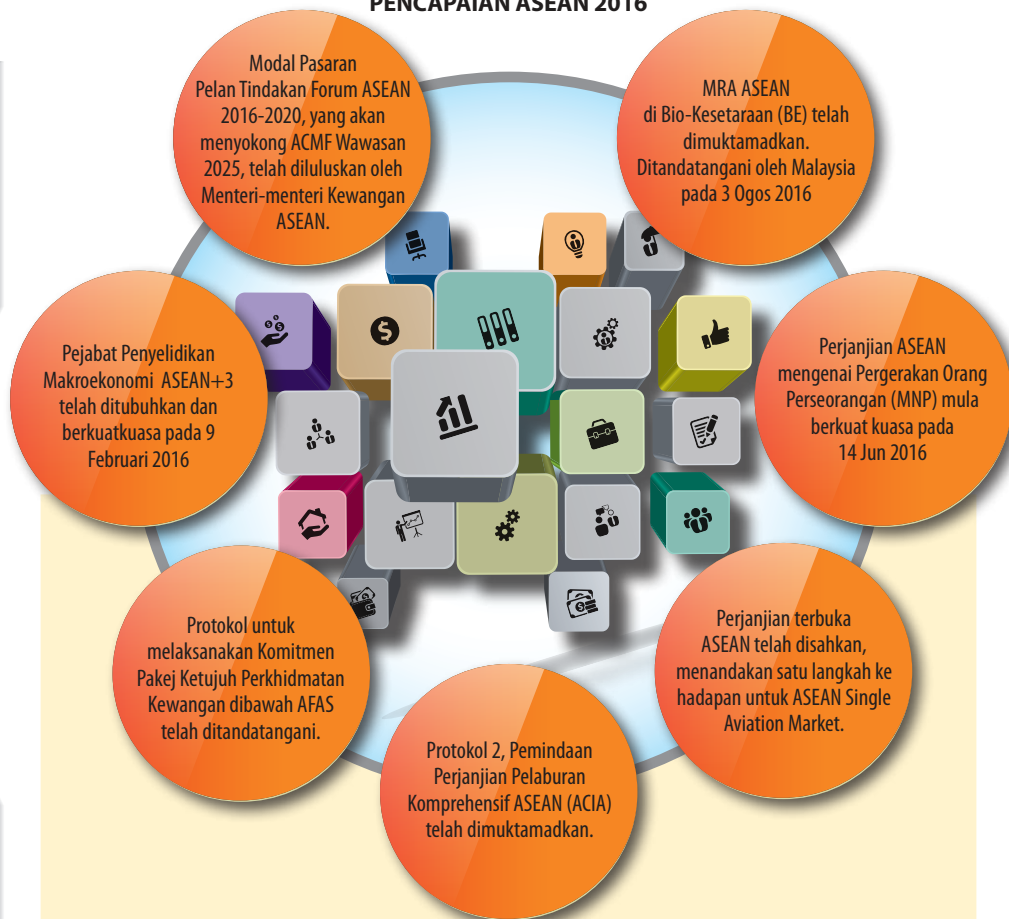 PENCAPAIAN ASEAN 2016
Modal Pasaran
Pelan Tindakan Forum ASEAN
2016-2020, yang akan
menyokong ACMF Wawasan
2025, telah diluluskan oleh
Menteri-menteri Kewangan
ASEAN.
MRA ASEAN
di Bio-Kesetaraan (BE) telah
dimuktamadkan.
Ditandatangani oleh Malaysia
pada 3 Ogos 2016
Pejabat Penyelidikan
Makroekonomi ASEAN+3
telah ditubuhkan dan
berkuatkuasa pada 9
Februari 2016
Perjanjian ASEAN
mengenai Pergerakan Orang
Perseorangan (MNP) mula
berkuat kuasa pada
14 Jun 2016
Protokol untuk
melaksanakan Komitmen
Pakej Ketujuh Perkhidmatan
Kewangan dibawah AFAS
telah ditandatangani.
Perjanjian terbuka
ASEAN telah disahkan,
menandakan satu langkah ke
hadapan untuk ASEAN Single
Aviation Market.
Protokol 2, Pemindaan
Perjanjian Pelaburan
Komprehensif ASEAN (ACIA)
telah dimuktamadkan.